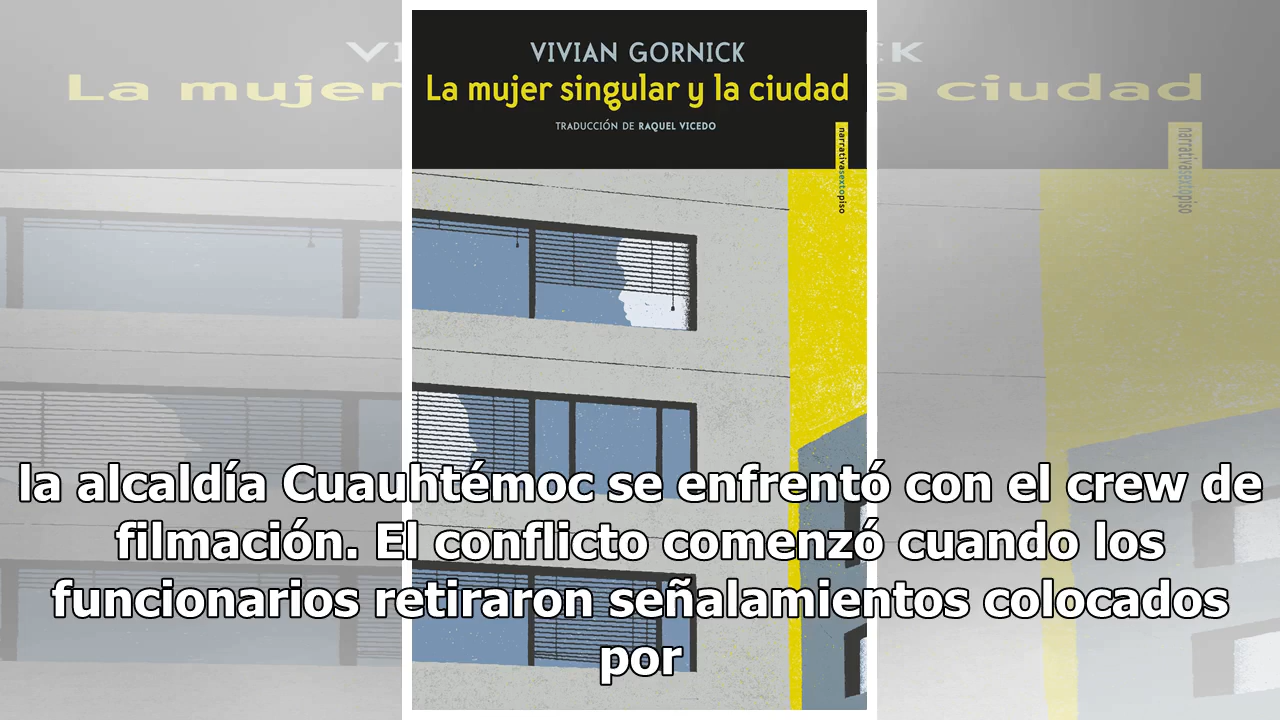 VIVIAN GORNICK
La mujer singular y la ciudad
TRADUCCIÓN DE RAQUEL VICEDO
narrativasextopiso
la alcaldía Cuauhtémoc se enfrentó con el crew de
filmación. El conflicto comenzó cuando los
funcionarios retiraron señalamientos colocados
por